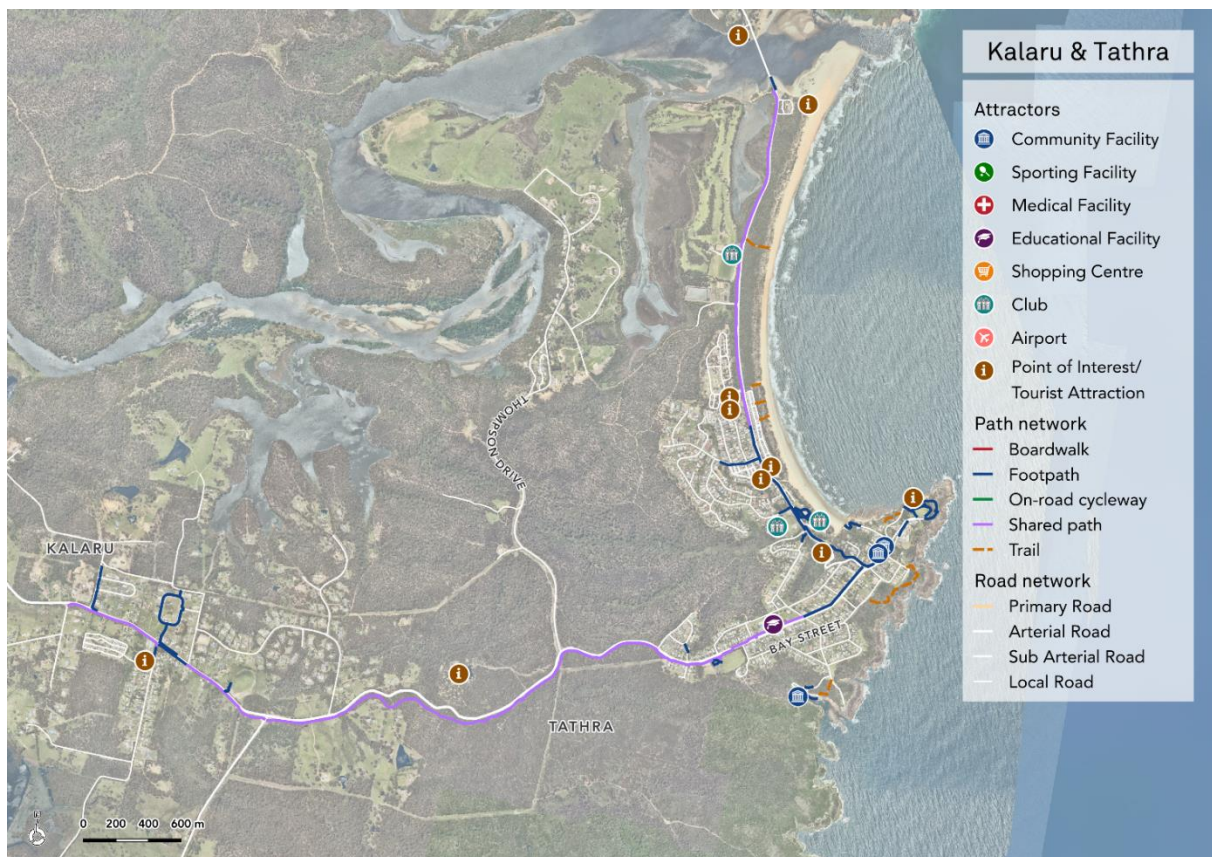 Kalaru & Tathra
Attractors
Community Facility
Sporting Facility
Medical Facility
Educational Facility
Shopping Centre
Club
Airport
Point of Interest/
Tourist Attraction
Path network
Boardwalk
Footpath
On-road cycleway
Shared path
Trail
Road network
Primary Road
Arterial Road
Sub Arterial Road
Local Road
THOMPSON DRIVE
KALARU
BAY STREET
TATHRA
0 200 400 600 m